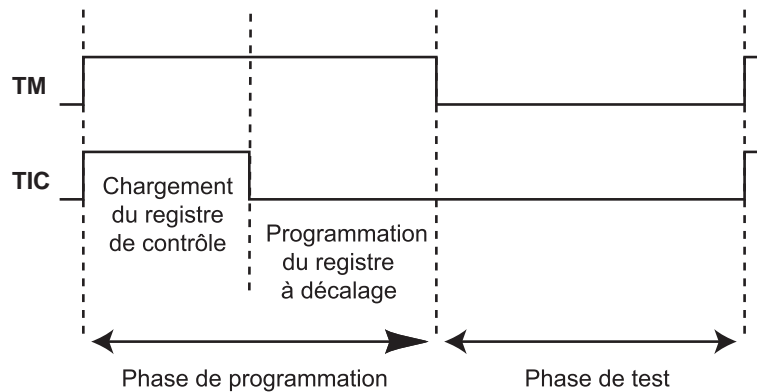 TM
TIC
Chargement
du registre
de contrôle
Programmation
du registre
à décalage
Phase de programmation
Phase de test